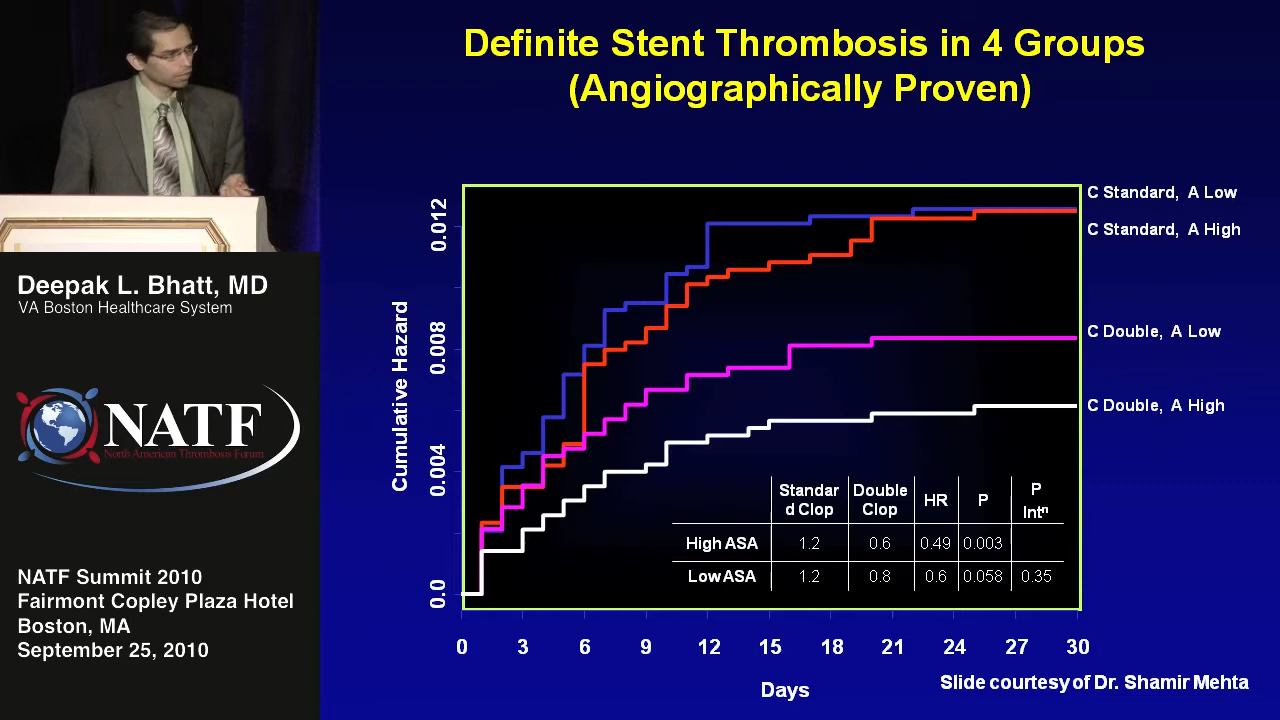 Definite Stent Thrombosis in 4 Groups
(Angiographically Proven)
Deepak L. Bhatt, MD
VA Boston Healthcare System
NATF
North American Thrombosis Forum
NATF Summit 2010
Fairmont Copley Plaza Hotel
Boston, MA
September 25, 2010
Cumulative Hazard
0.012
0.008
0.004
0.0
C Standard, A Low
C Standard, A High
C Double, A Low
C Double, A High
Standar Double HR P P
d Clop Clop Intⁿ
High ASA 1.2 0.6 0.49 0.003
Low ASA 1.2 0.8 0.6 0.058 0.35
0 3 6 9 12 15 18 21 24 27 30
Days
Slide courtesy of Dr. Shamir Mehta